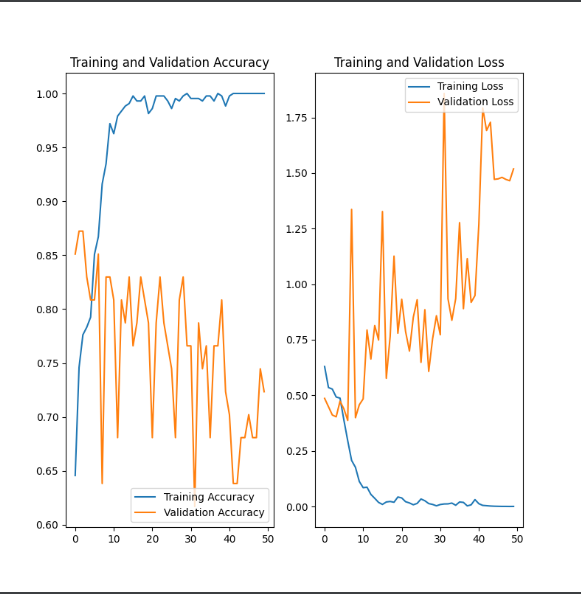 Training and Validation Accuracy
1.00
0.95
0.90
0.85
0.80
0.75
0.70
0.65
0.60
0 10 20 30 40 50
Training Accuracy
Validation Accuracy
Training and Validation Loss
Training Loss
Validation Loss
1.75
1.50
1.25
1.00
0.75
0.50
0.25
0.00
0 10 20 30 40 50